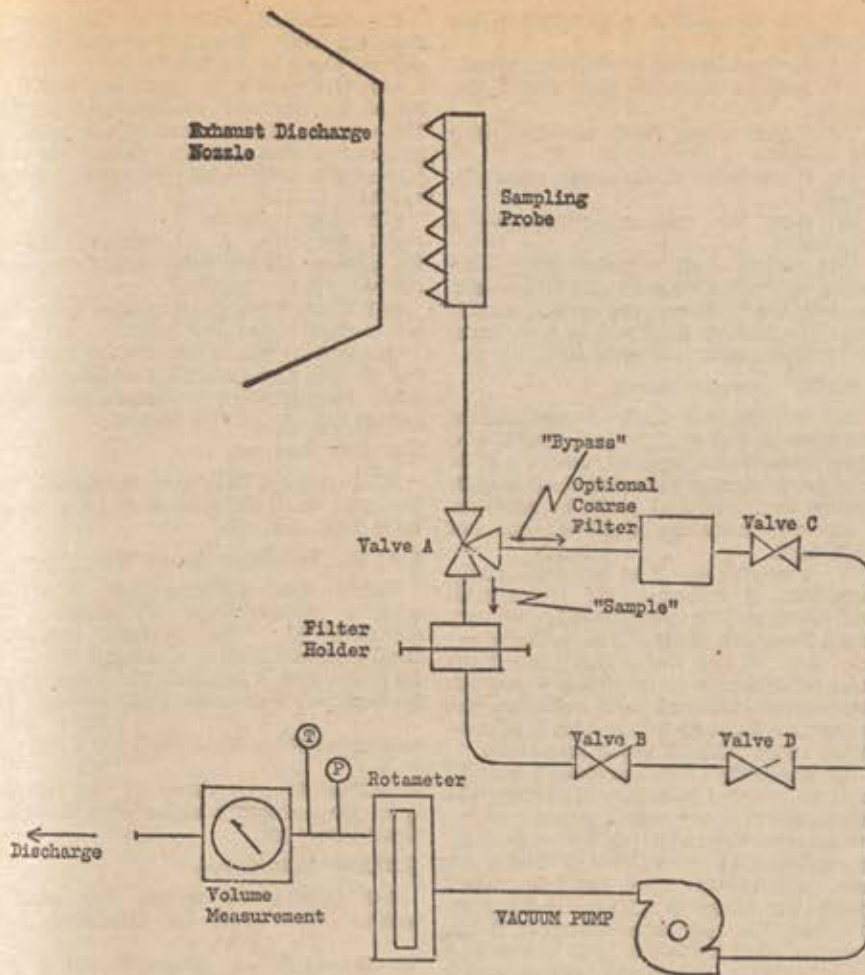 Exhaust Discharge
Nozzle
Sampling
Probe
"Bypass"
Optional
Coarse
Filter
Valve C
Valve A
"Sample"
Filter
Holder
Valve B
Valve D
T
P
Rotameter
Discharge
Volume
Measurement
VACUUM PUMP